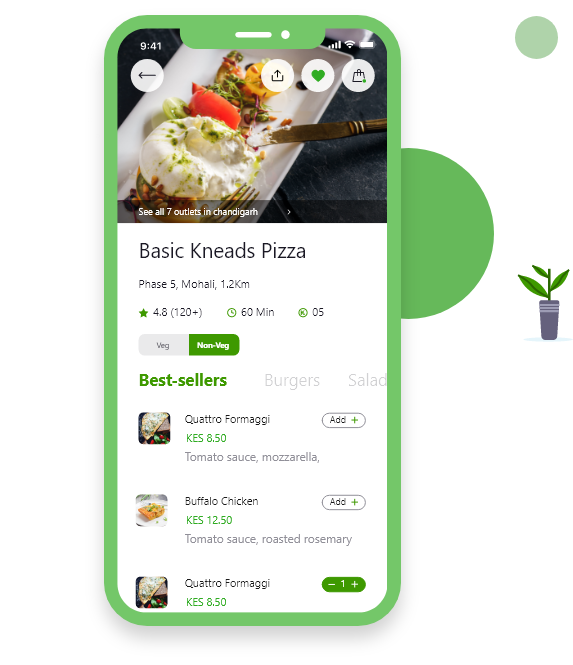 9:41
See all 7 outlets in chandigarh
Basic Kneads Pizza
Phase 5, Mohali, 1.2Km
4.8 (120+) 60 Min 05
Veg Non-Veg
Best-sellers Burgers Salad
Quattro Formaggi Add +
KES 8.50
Tomato sauce, mozzarella,
Buffalo Chicken Add +
KES 12.50
Tomato sauce, roasted rosemary
Quattro Formaggi − 1 +
KES 8.50